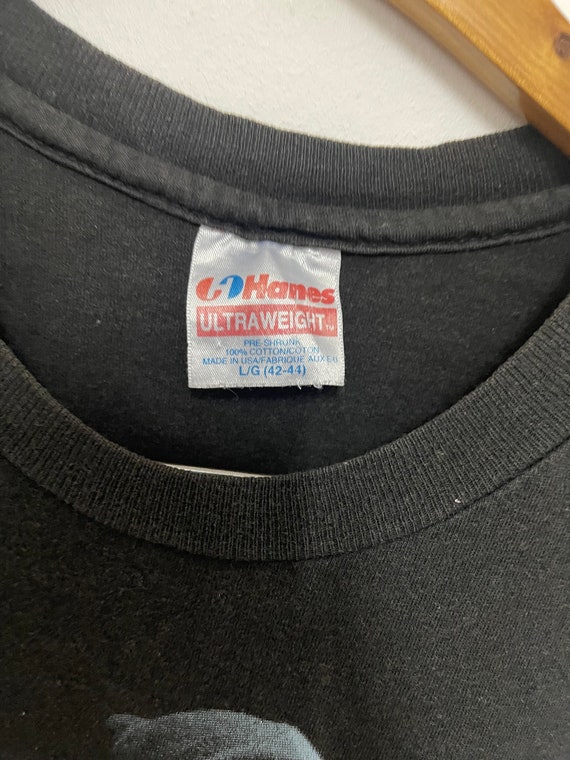 Hanes
ULTRAWEIGHT
PRE-SHRUNK
100% COTTON/COTON
MADE IN USA/FABRIQUE AUX E.U.
L/G (42-44)